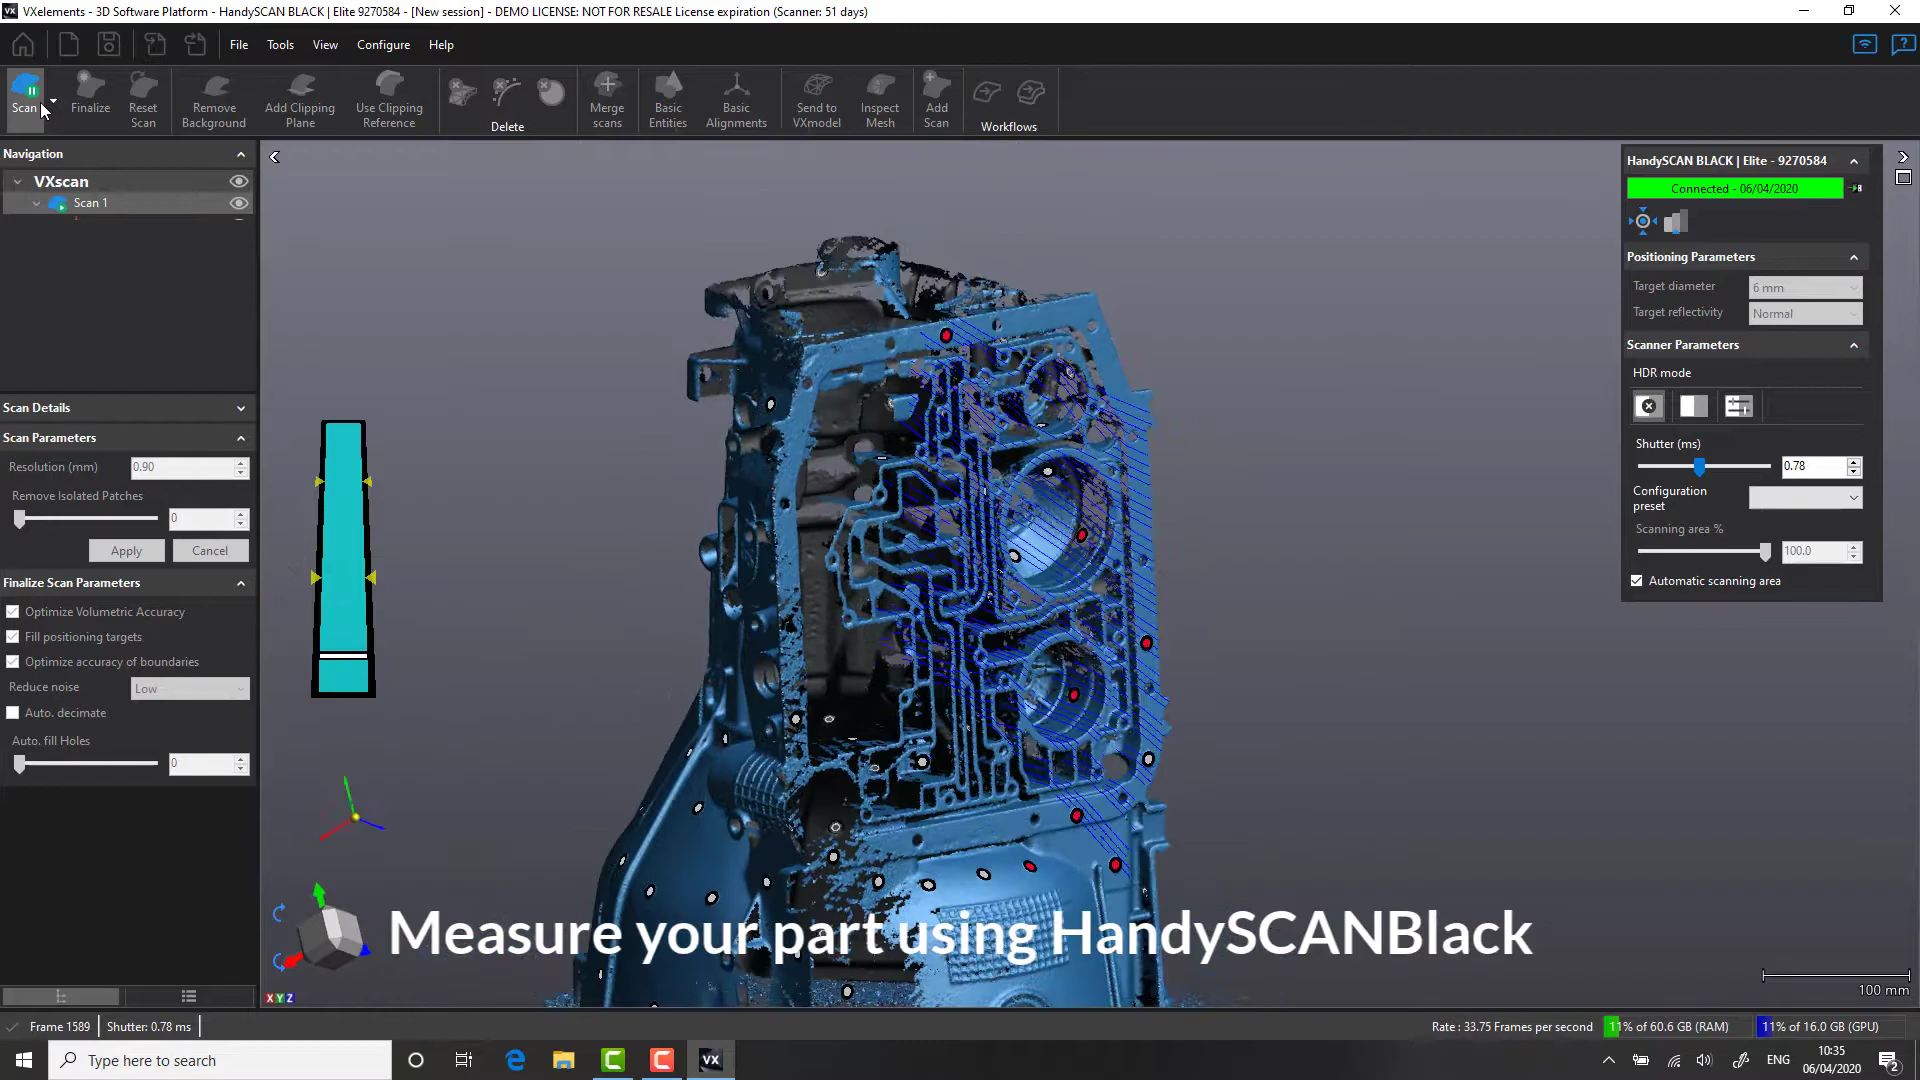 VXelements - 3D Software Platform - HandySCAN BLACK | Elite 9270584 - [New session] - DEMO LICENSE: NOT FOR RESALE License expiration (Scanner: 51 days)
File Tools View Configure Help
Scan
Finalize
Reset Scan
Remove Background
Add Clipping Plane
Use Clipping Reference
Delete
Merge scans
Basic Entities
Basic Alignments
Send to VXmodel
Inspect Mesh
Add Scan
Workflows
Navigation
VXscan
Scan 1
Scan Details
Scan Parameters
Resolution (mm) 0.90
Remove Isolated Patches
0
Apply Cancel
Finalize Scan Parameters
Optimize Volumetric Accuracy
Fill positioning targets
Optimize accuracy of boundaries
Reduce noise Low
Auto. decimate
Auto. fill Holes
0
HandySCAN BLACK | Elite - 9270584
Connected - 06/04/2020
Positioning Parameters
Target diameter 6 mm
Target reflectivity Normal
Scanner Parameters
HDR mode
Shutter (ms)
0.78
Configuration preset
Scanning area %
100.0
Automatic scanning area
Measure your part using HandySCANBlack
XYZ
100 mm
Frame 1589 Shutter: 0.78 ms Rate : 33.75 Frames per second 11% of 60.6 GB (RAM) 11% of 16.0 GB (GPU)
Type here to search
VX
ENG
10:35
06/04/2020
2